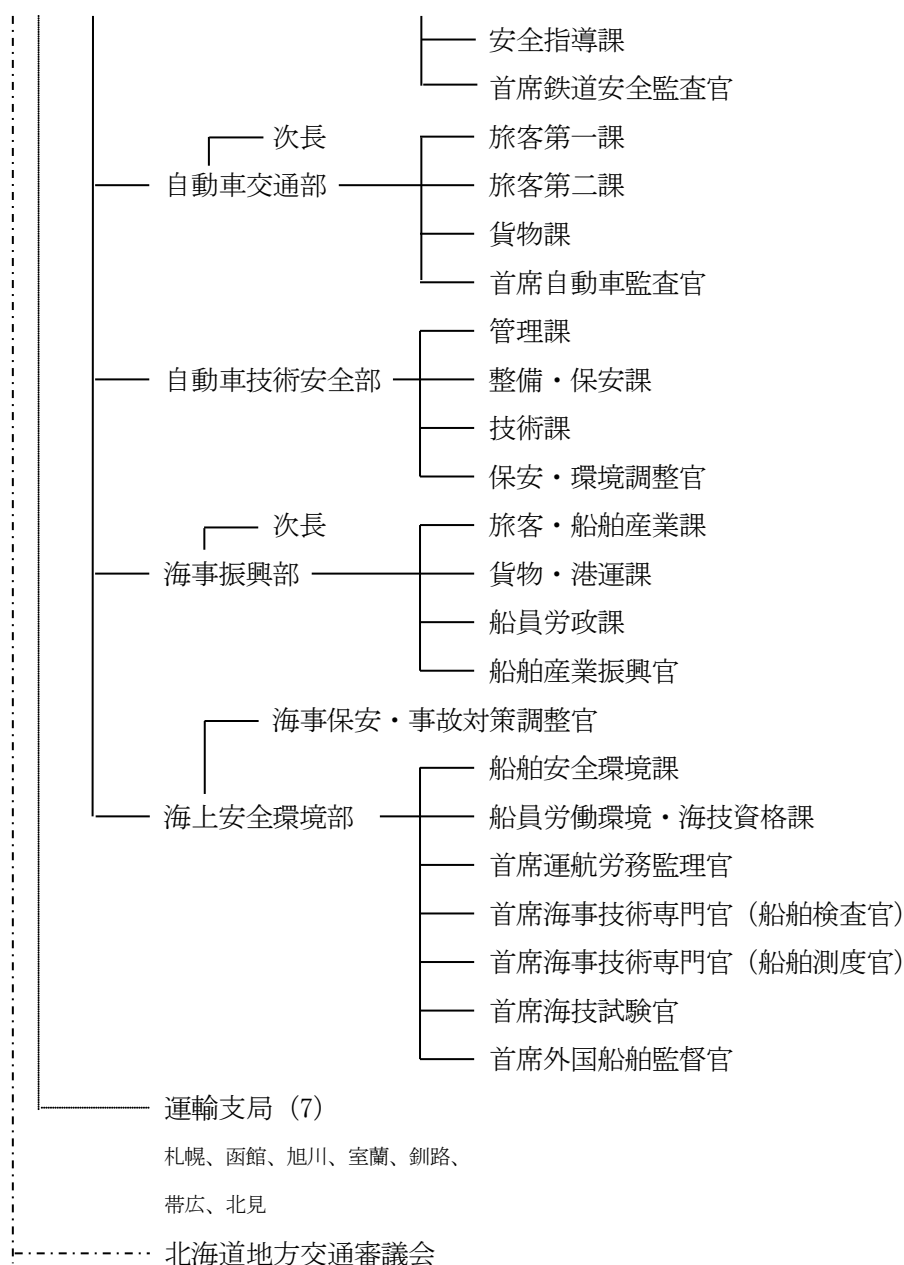 安全指導課
首席鉄道安全監査官
次長
旅客第一課
自動車交通部
旅客第二課
貨物課
首席自動車監査官
管理課
自動車技術安全部
整備・保安課
技術課
保安・環境調整官
次長
旅客・船舶産業課
海事振興部
貨物・港運課
船員労政課
船舶産業振興官
海事保安・事故対策調整官
船舶安全環境課
海上安全環境部
船員労働環境・海技資格課
首席運航労務監理官
首席海事技術専門官（船舶検査官）
首席海事技術専門官（船舶測度官）
首席海技試験官
首席外国船舶監督官
運輸支局（7）
札幌、函館、旭川、室蘭、釧路、
帯広、北見
北海道地方交通審議会